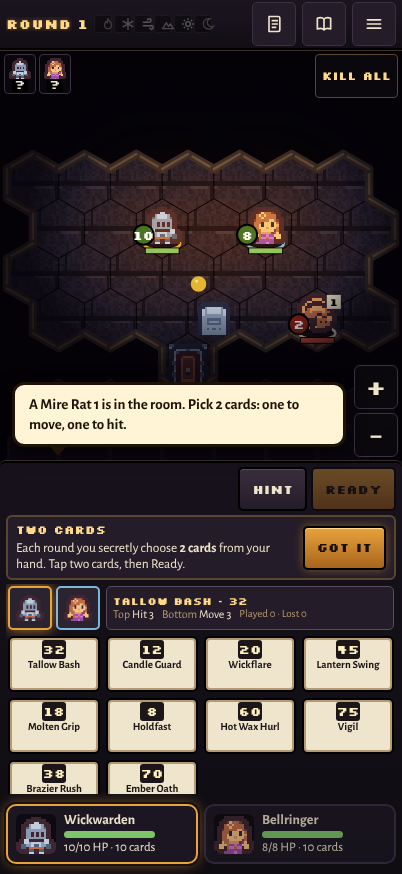 ROUND 1
?
?
KILL ALL
10
8
1
2
A Mire Rat 1 is in the room. Pick 2 cards: one to
move, one to hit.
+
−
HINT
READY
TWO CARDS
Each round you secretly choose 2 cards from your
hand. Tap two cards, then Ready.
GOT IT
TALLOW BASH - 32
Top Hit 3 Bottom Move 3 Played 0 · Lost 0
32
Tallow Bash
12
Candle Guard
20
Wickflare
45
Lantern Swing
18
Molten Grip
8
Holdfast
60
Hot Wax Hurl
75
Vigil
38
Brazier Rush
70
Ember Oath
Wickwarden
10/10 HP · 10 cards
Bellringer
8/8 HP · 10 cards